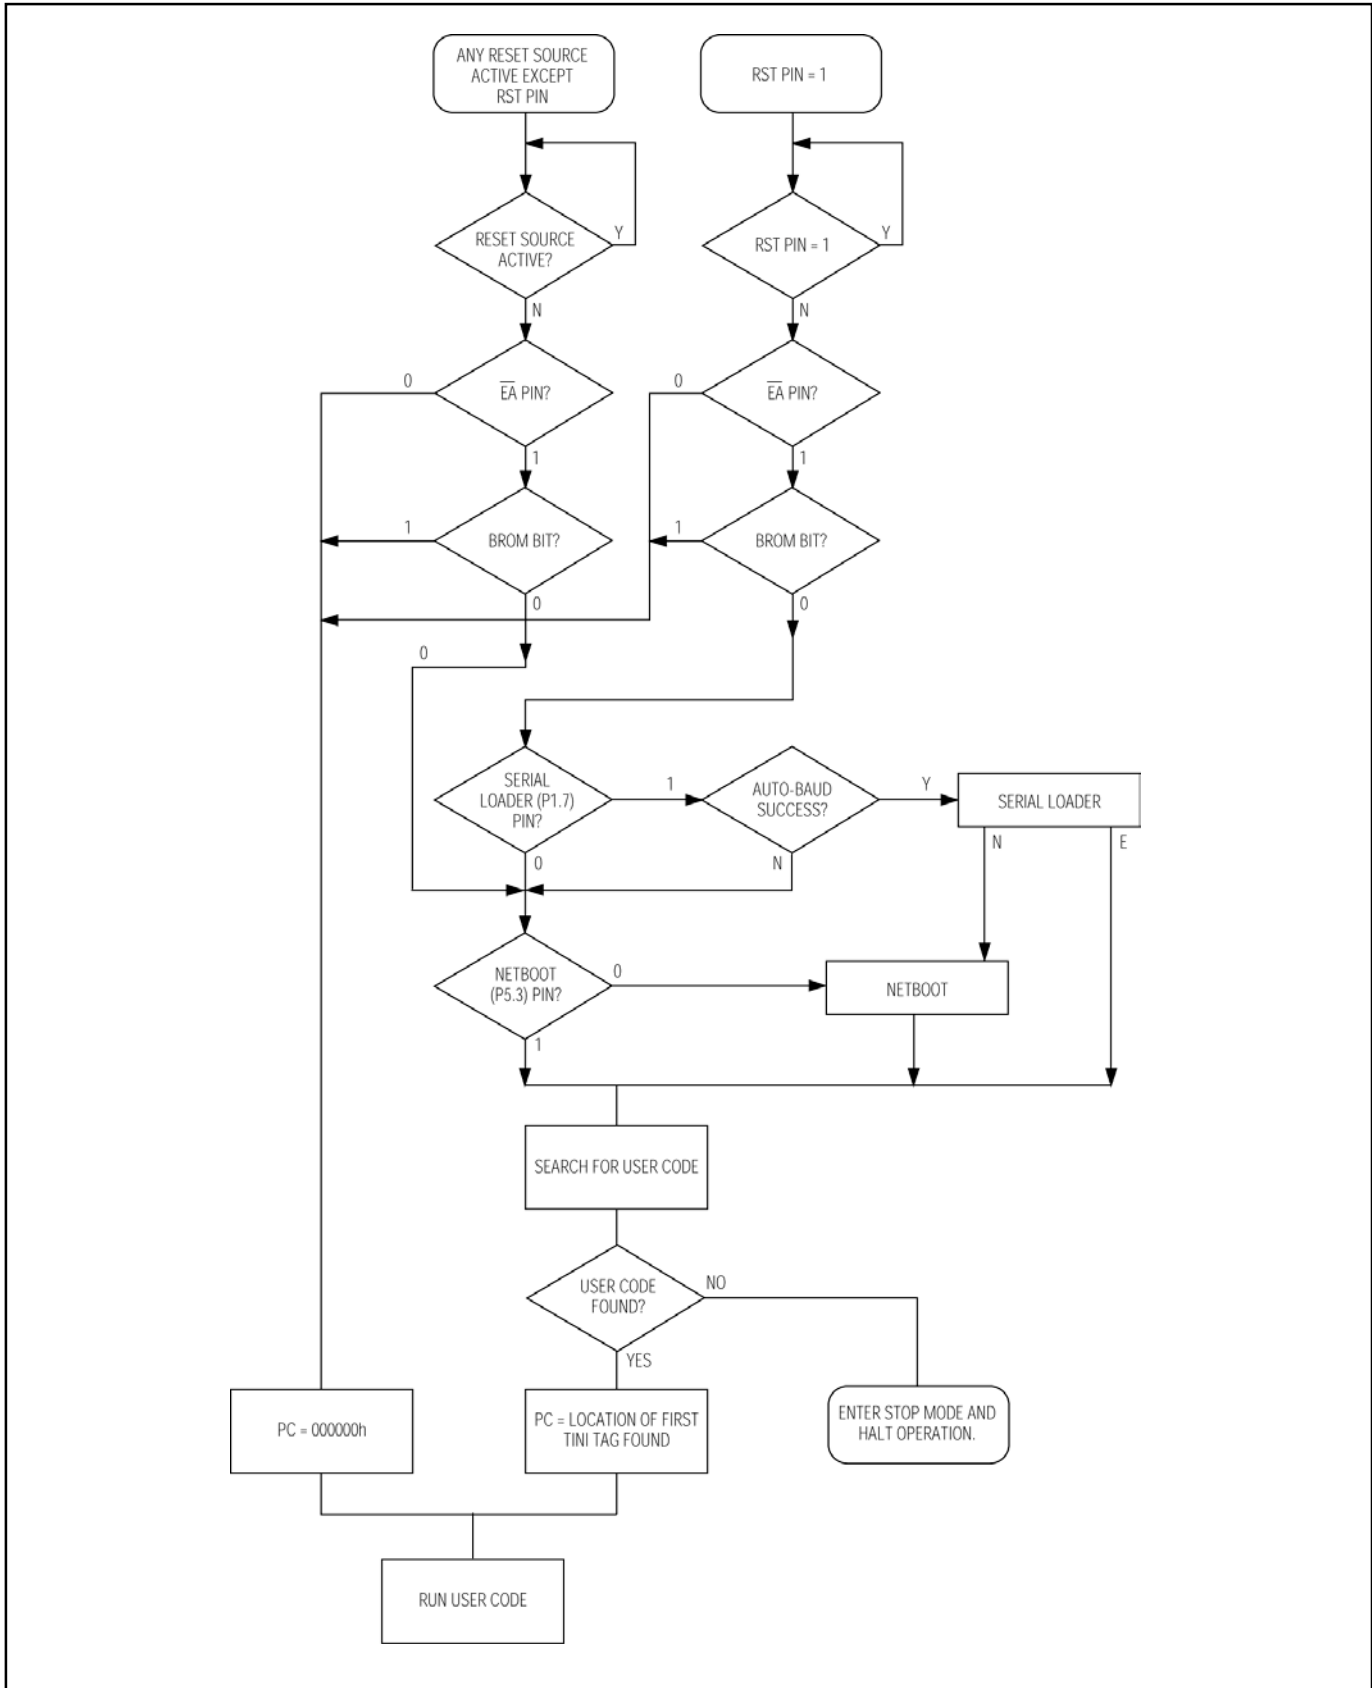 ANY RESET SOURCE
ACTIVE EXCEPT
RST PIN
RST PIN = 1
RESET SOURCE
ACTIVE?
Y
RST PIN = 1
Y
N
N
0
E̅A̅ PIN?
0
E̅A̅ PIN?
1
1
1
BROM BIT?
1
BROM BIT?
0
0
0
SERIAL
LOADER (P1.7)
PIN?
1
AUTO-BAUD
SUCCESS?
Y
SERIAL LOADER
0
N
N
E
NETBOOT
(P5.3) PIN?
0
NETBOOT
1
SEARCH FOR USER CODE
USER CODE
FOUND?
NO
YES
PC = 000000h
PC = LOCATION OF FIRST
TINI TAG FOUND
ENTER STOP MODE AND
HALT OPERATION.
RUN USER CODE